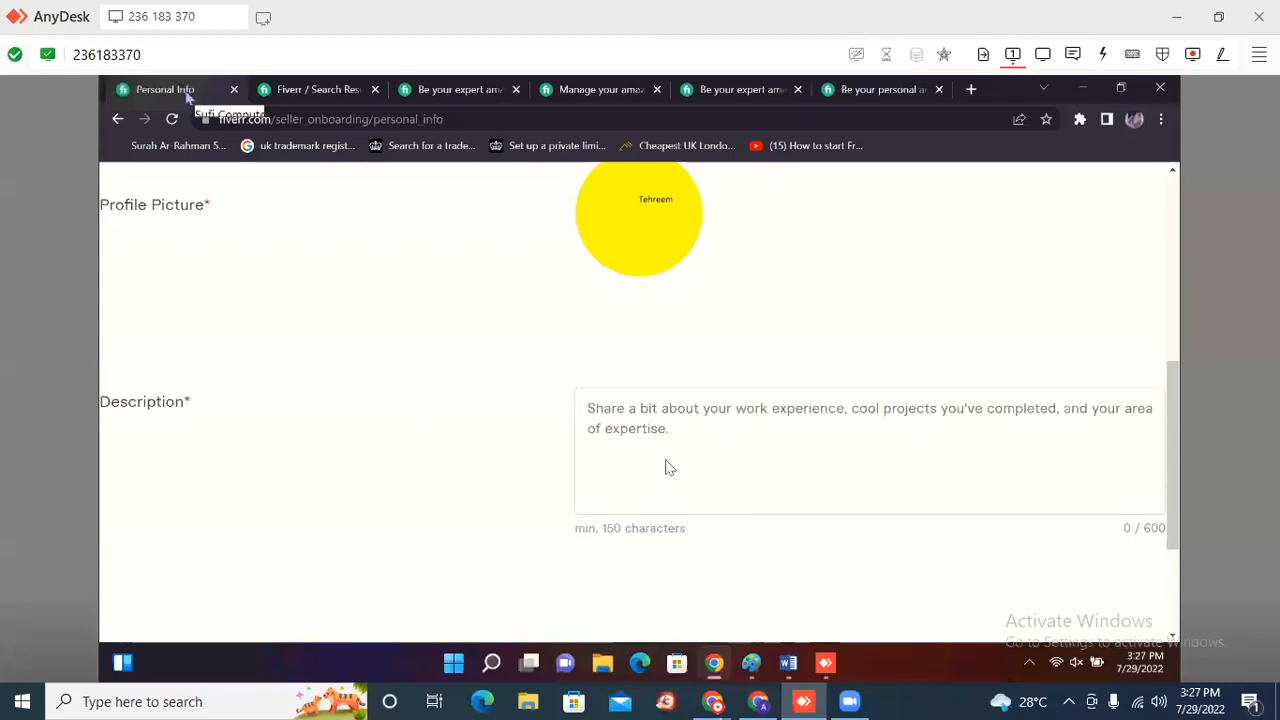 AnyDesk
236 183 370
236183370
Personal Info
Fiverr / Search Res
Be your expert am
Manage your ama
Be your expert am
Be your personal a
fiverr.com/seller_onboarding/personal_info
Surah Ar-Rahman 5...
uk trademark regist...
Search for a trade...
Set up a private limi...
Cheapest UK Londo...
(15) How to start Fr...
Profile Picture*
Tehreem
Description*
Share a bit about your work experience, cool projects you've completed, and your area
of expertise.
min. 150 characters
0 / 600
Activate Windows
Go to Settings to activate Windows.
3:27 PM
7/29/2022
Type here to search
28°C
3:27 PM
7/29/2022